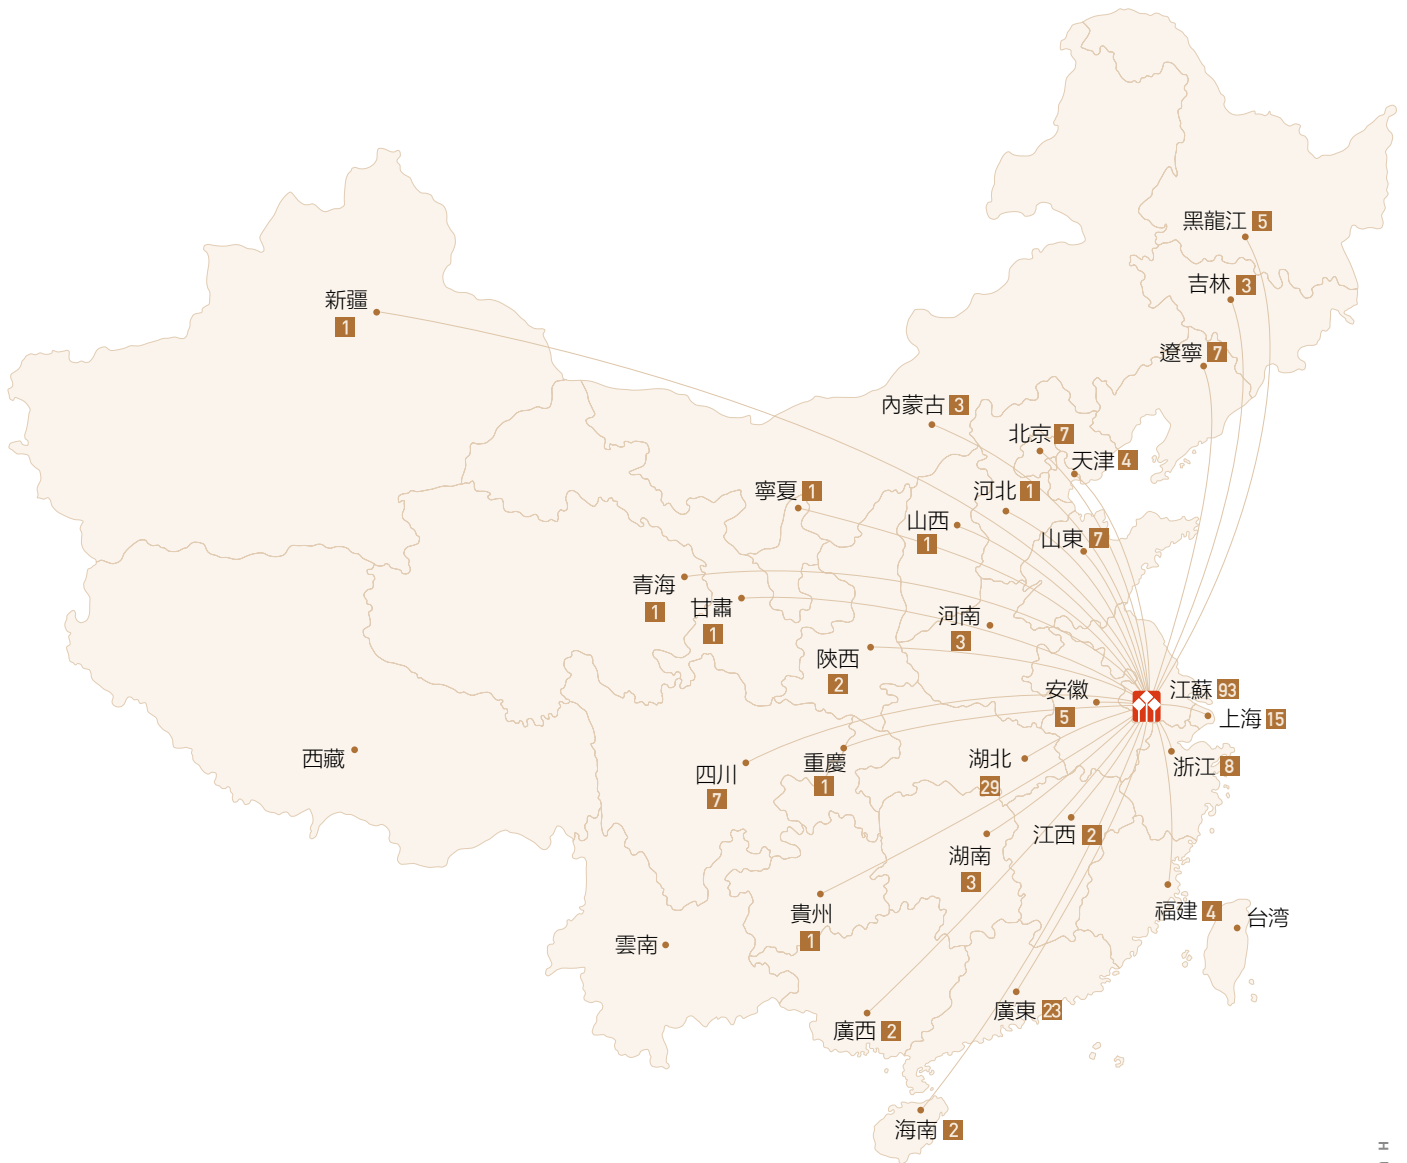 黑龍江 5
吉林 3
新疆
1
遼寧 7
內蒙古 3
北京 7
天津 4
寧夏 1
河北 1
山西
1
山東 7
青海
1
甘肅
1
河南
3
陝西
2
安徽
5
江蘇 93
上海 15
西藏
四川
7
重慶
1
湖北
29
浙江 8
江西 2
湖南
3
貴州
1
福建 4
台湾
雲南
廣東 23
廣西 2
海南 2
H